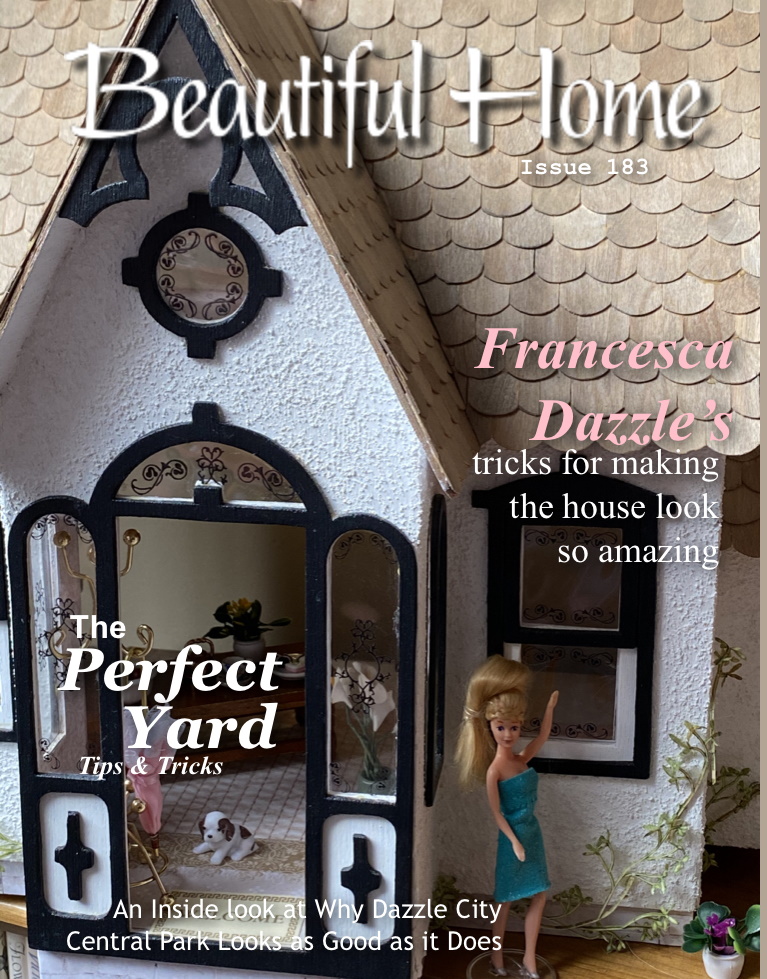 Beautiful Home
Issue 183
Francesca
Dazzle's
tricks for making
the house look
so amazing
The
Perfect
Yard
Tips & Tricks
An Inside look at Why Dazzle City
Central Park Looks as Good as it Does